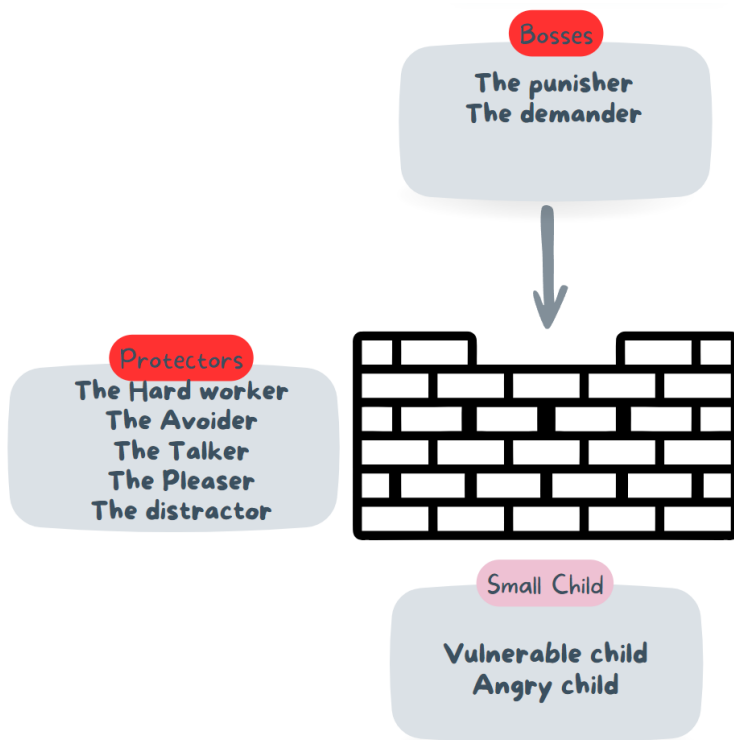 Bosses
The punisher
The demander
Protectors
The Hard worker
The Avoider
The Talker
The Pleaser
The distractor
Small Child
Vulnerable child
Angry child